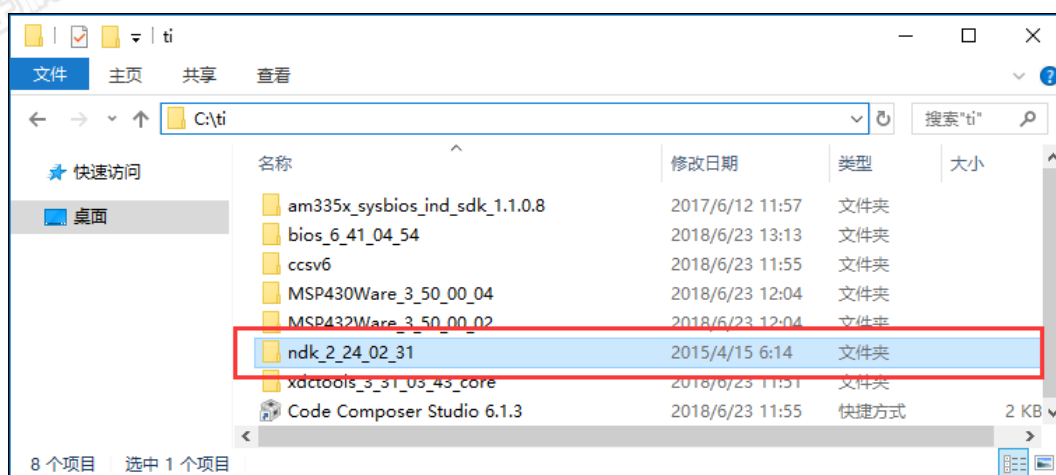 ti
文件 主页 共享 查看
C:\ti 搜索"ti"
快速访问
桌面
名称 修改日期 类型 大小
am335x_sysbios_ind_sdk_1.1.0.8 2017/6/12 11:57 文件夹
bios_6_41_04_54 2018/6/23 13:13 文件夹
ccsv6 2018/6/23 11:55 文件夹
MSP430Ware_3_50_00_04 2018/6/23 12:04 文件夹
MSP432Ware_3_50_00_02 2018/6/23 12:04 文件夹
ndk_2_24_02_31 2015/4/15 6:14 文件夹
xdctools_3_31_03_43_core 2018/6/23 11:51 文件夹
Code Composer Studio 6.1.3 2018/6/23 11:55 快捷方式 2 KB
8 个项目 选中 1 个项目